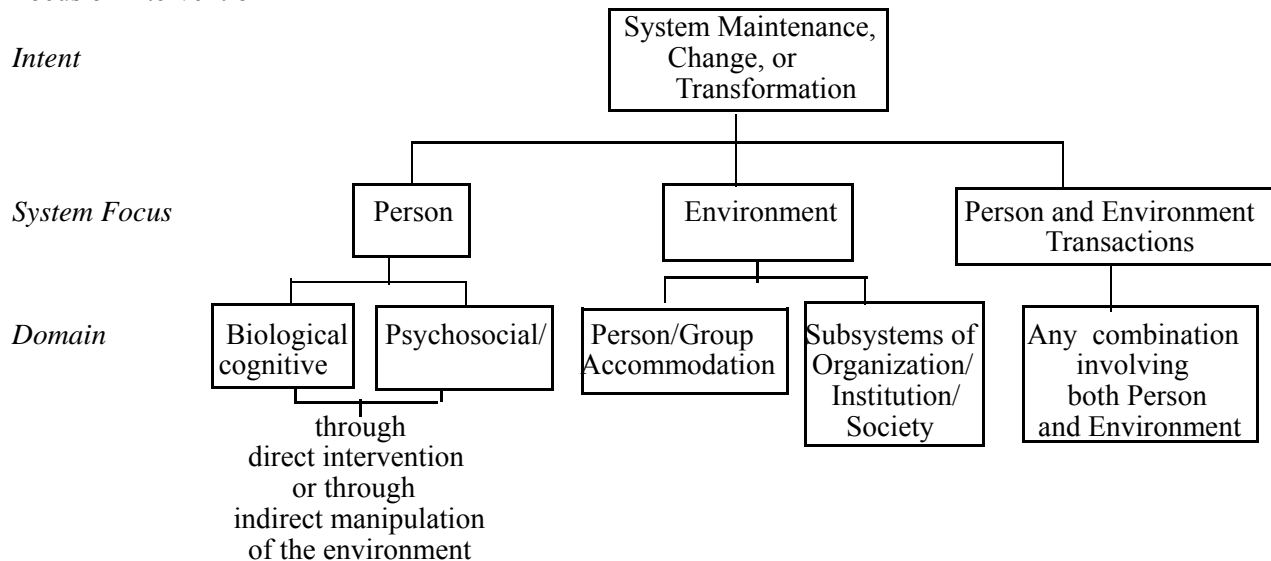 Intent
System Maintenance,
Change, or
Transformation
System Focus
Person
Environment
Person and Environment
Transactions
Domain
Biological
cognitive
Psychosocial/
Person/Group
Accommodation
Subsystems of
Organization/
Institution/
Society
Any combination
involving
both Person
and Environment
through
direct intervention
or through
indirect manipulation
of the environment